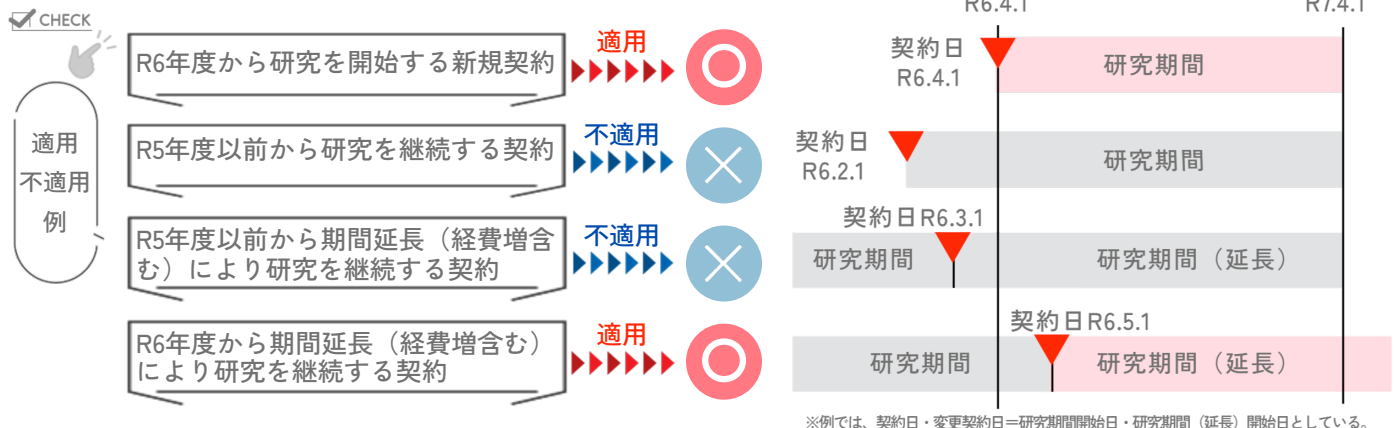 CHECK
適用
不適用
例
R6年度から研究を開始する新規契約
適用
R5年度以前から研究を継続する契約
不適用
R5年度以前から期間延長（経費増含
む）により研究を継続する契約
不適用
R6年度から期間延長（経費増含む）
により研究を継続する契約
適用
R6.4.1
R7.4.1
契約日
R6.4.1
研究期間
契約日
R6.2.1
研究期間
契約日R6.3.1
研究期間
研究期間（延長）
契約日R6.5.1
研究期間
研究期間（延長）
※例では、契約日・変更契約日＝研究期間開始日・研究期間（延長）開始日としている。